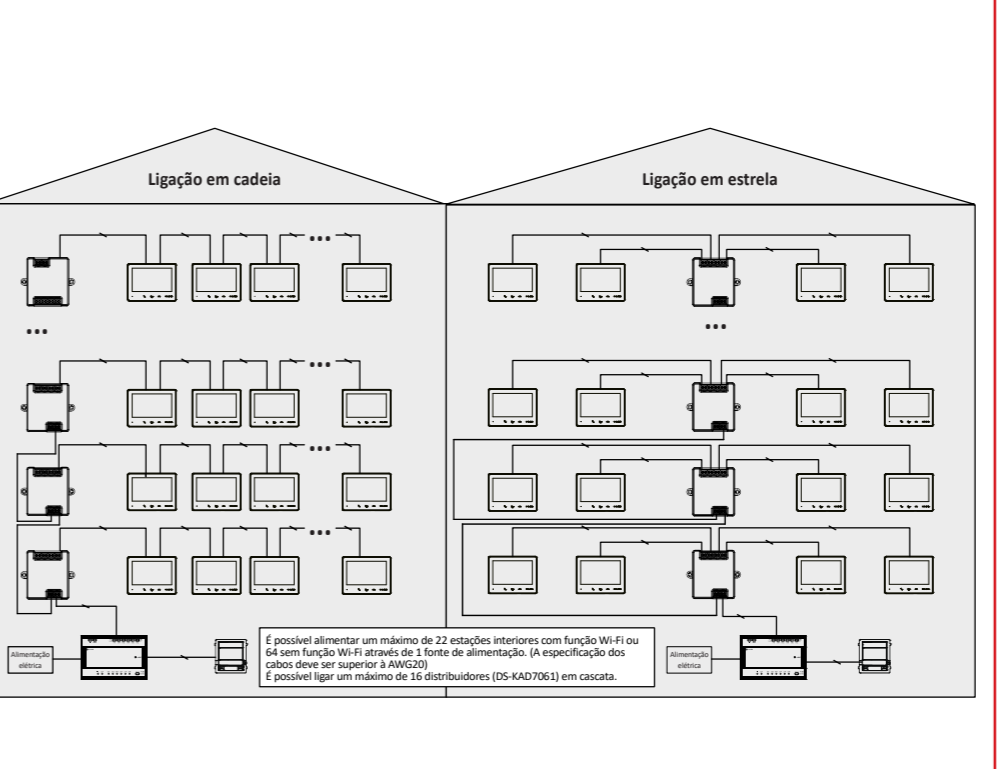 Ligação em cadeia
Ligação em estrela
Alimentação
elétrica
É possível alimentar um máximo de 22 estações interiores com função Wi-Fi ou
64 sem função Wi-Fi através de 1 fonte de alimentação. (A especificação dos
cabos deve ser superior à AWG20)
É possível ligar um máximo de 16 distribuidores (DS-KAD7061) em cascata.
Alimentação
elétrica